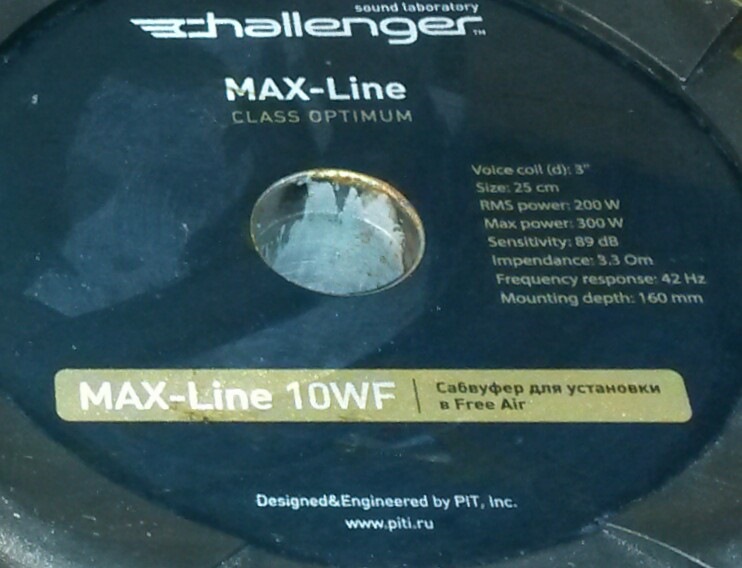 sound laboratory
challenger™
MAX-Line
CLASS OPTIMUM
Voice coil (d): 3"
Size: 25 cm
RMS power: 200 W
Max power: 300 W
Sensitivity: 89 dB
Impendance: 3.3 Om
Frequency response: 42 Hz
Mounting depth: 160 mm
MAX-Line 10WF
Сабвуфер для установки
в Free Air
Designed&Engineered by PIT, Inc.
www.piti.ru